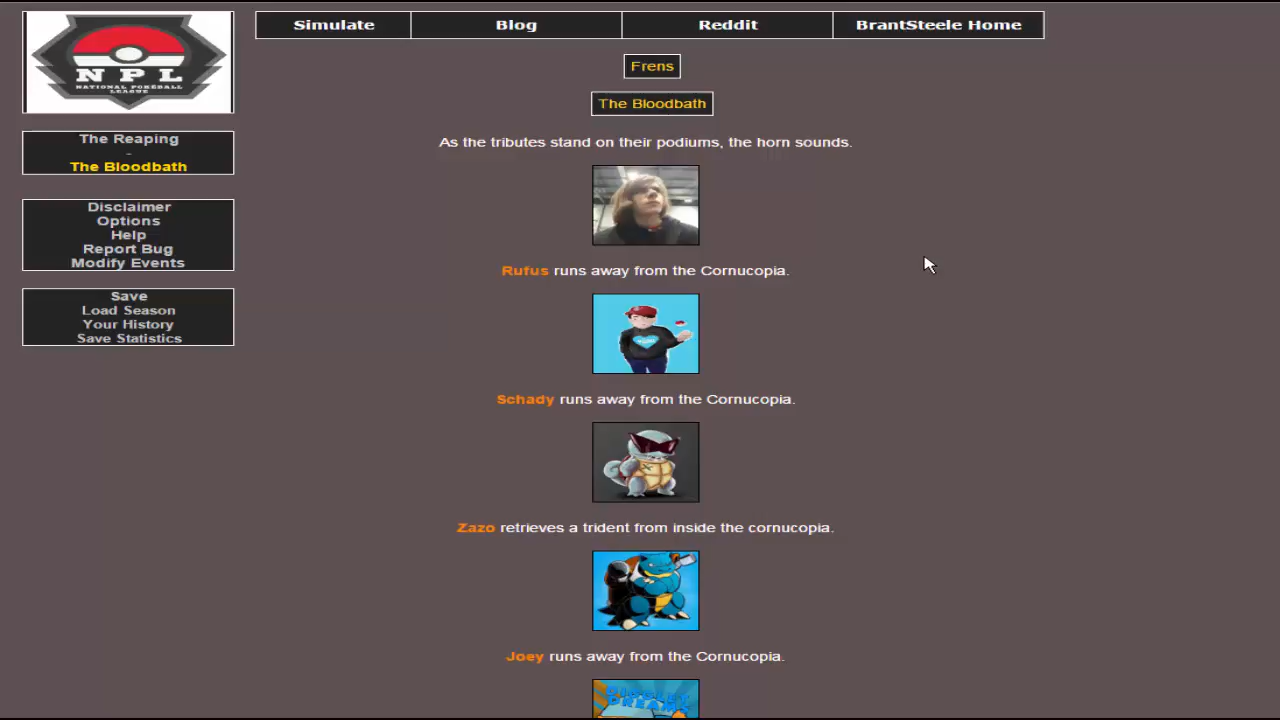 NPL
NATIONAL POKÉBALL
LEAGUE
Simulate
Blog
Reddit
BrantSteele Home
The Reaping
-
The Bloodbath
Disclaimer
Options
Help
Report Bug
Modify Events
Save
Load Season
Your History
Save Statistics
Frens
The Bloodbath
As the tributes stand on their podiums, the horn sounds.
Rufus runs away from the Cornucopia.
Schady runs away from the Cornucopia.
Zazo retrieves a trident from inside the cornucopia.
Joey runs away from the Cornucopia.
DIGGLET
DREAMS